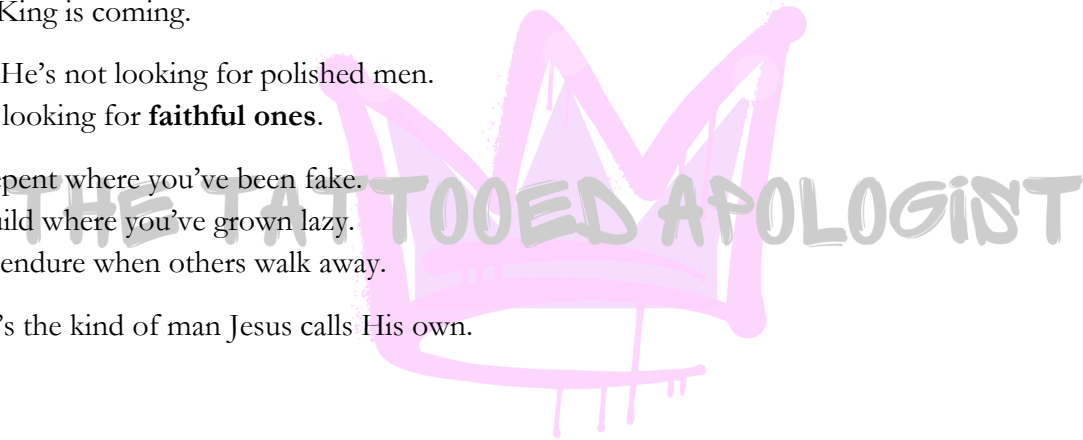 King is coming.
He’s not looking for polished men.
looking for faithful ones.
epent where you’ve been fake.
uild where you’ve grown lazy.
endure when others walk away.
’s the kind of man Jesus calls His own.
THE TATTOOED APOLOGIST